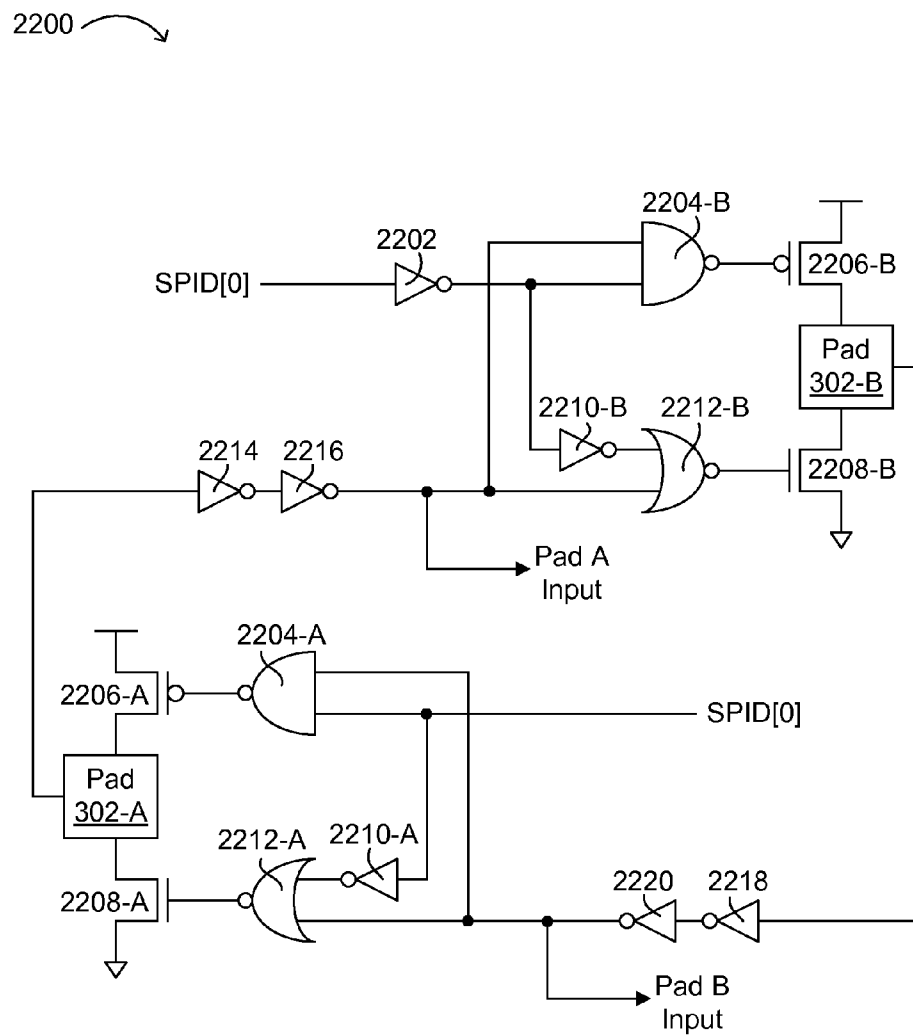 2200
2204-B
2202
SPID[0]
2206-B
Pad
302-B
2210-B
2212-B
2214
2216
2208-B
Pad A
Input
2204-A
2206-A
SPID[0]
Pad
302-A
2212-A
2210-A
2208-A
2220
2218
Pad B
Input